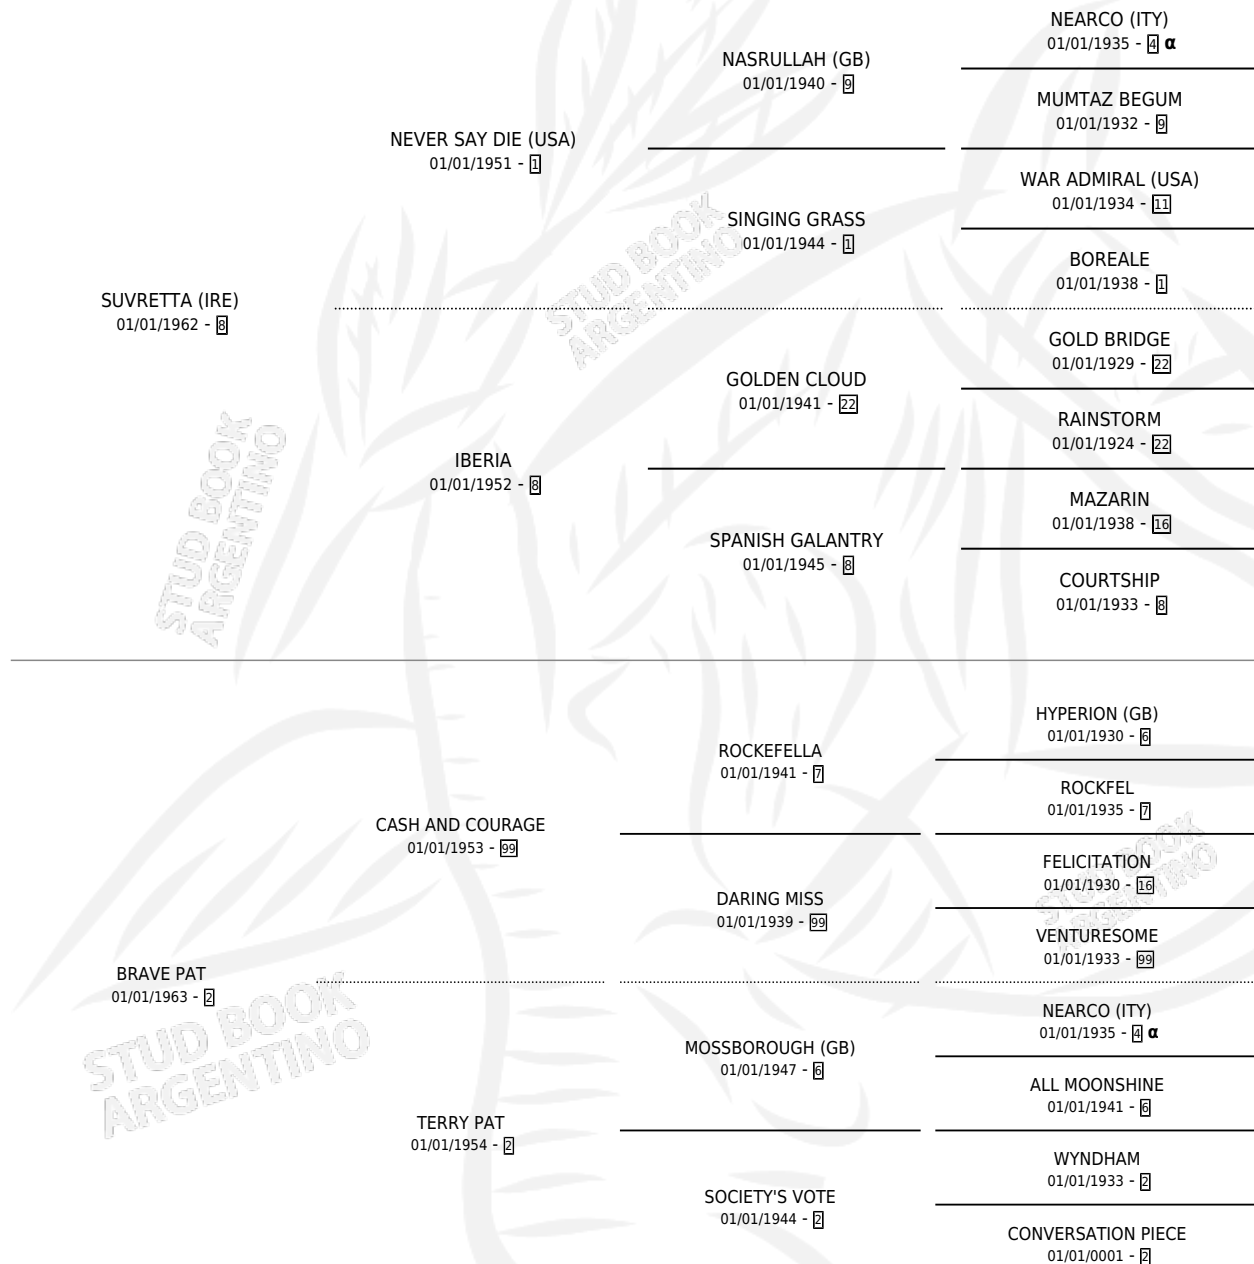 NEARCO (ITY)
01/01/1935 - 4 α
NASRULLAH (GB)
01/01/1940 - 9
MUMTAZ BEGUM
01/01/1932 - 9
NEVER SAY DIE (USA)
01/01/1951 - 1
WAR ADMIRAL (USA)
01/01/1934 - 11
SINGING GRASS
01/01/1944 - 1
BOREALE
01/01/1938 - 1
SUVRETTA (IRE)
01/01/1962 - 8
STUD BOOK
ARGENTINO
GOLD BRIDGE
01/01/1929 - 22
GOLDEN CLOUD
01/01/1941 - 22
RAINSTORM
01/01/1924 - 22
IBERIA
01/01/1952 - 8
MAZARIN
01/01/1938 - 16
SPANISH GALANTRY
01/01/1945 - 8
COURTSHIP
01/01/1933 - 8
STUD BOOK
ARGENTINO
HYPERION (GB)
01/01/1930 - 6
ROCKEFELLA
01/01/1941 - 7
ROCKFEL
01/01/1935 - 7
CASH AND COURAGE
01/01/1953 - 99
FELICITATION
01/01/1930 - 16
DARING MISS
01/01/1939 - 99
VENTURESOME
01/01/1933 - 99
STUD BOOK
ARGENTINO
BRAVE PAT
01/01/1963 - 2
STUD BOOK
ARGENTINO
NEARCO (ITY)
01/01/1935 - 4 α
MOSSBOROUGH (GB)
01/01/1947 - 6
ALL MOONSHINE
01/01/1941 - 6
TERRY PAT
01/01/1954 - 2
WYNDHAM
01/01/1933 - 2
SOCIETY'S VOTE
01/01/1944 - 2
CONVERSATION PIECE
01/01/0001 - 2